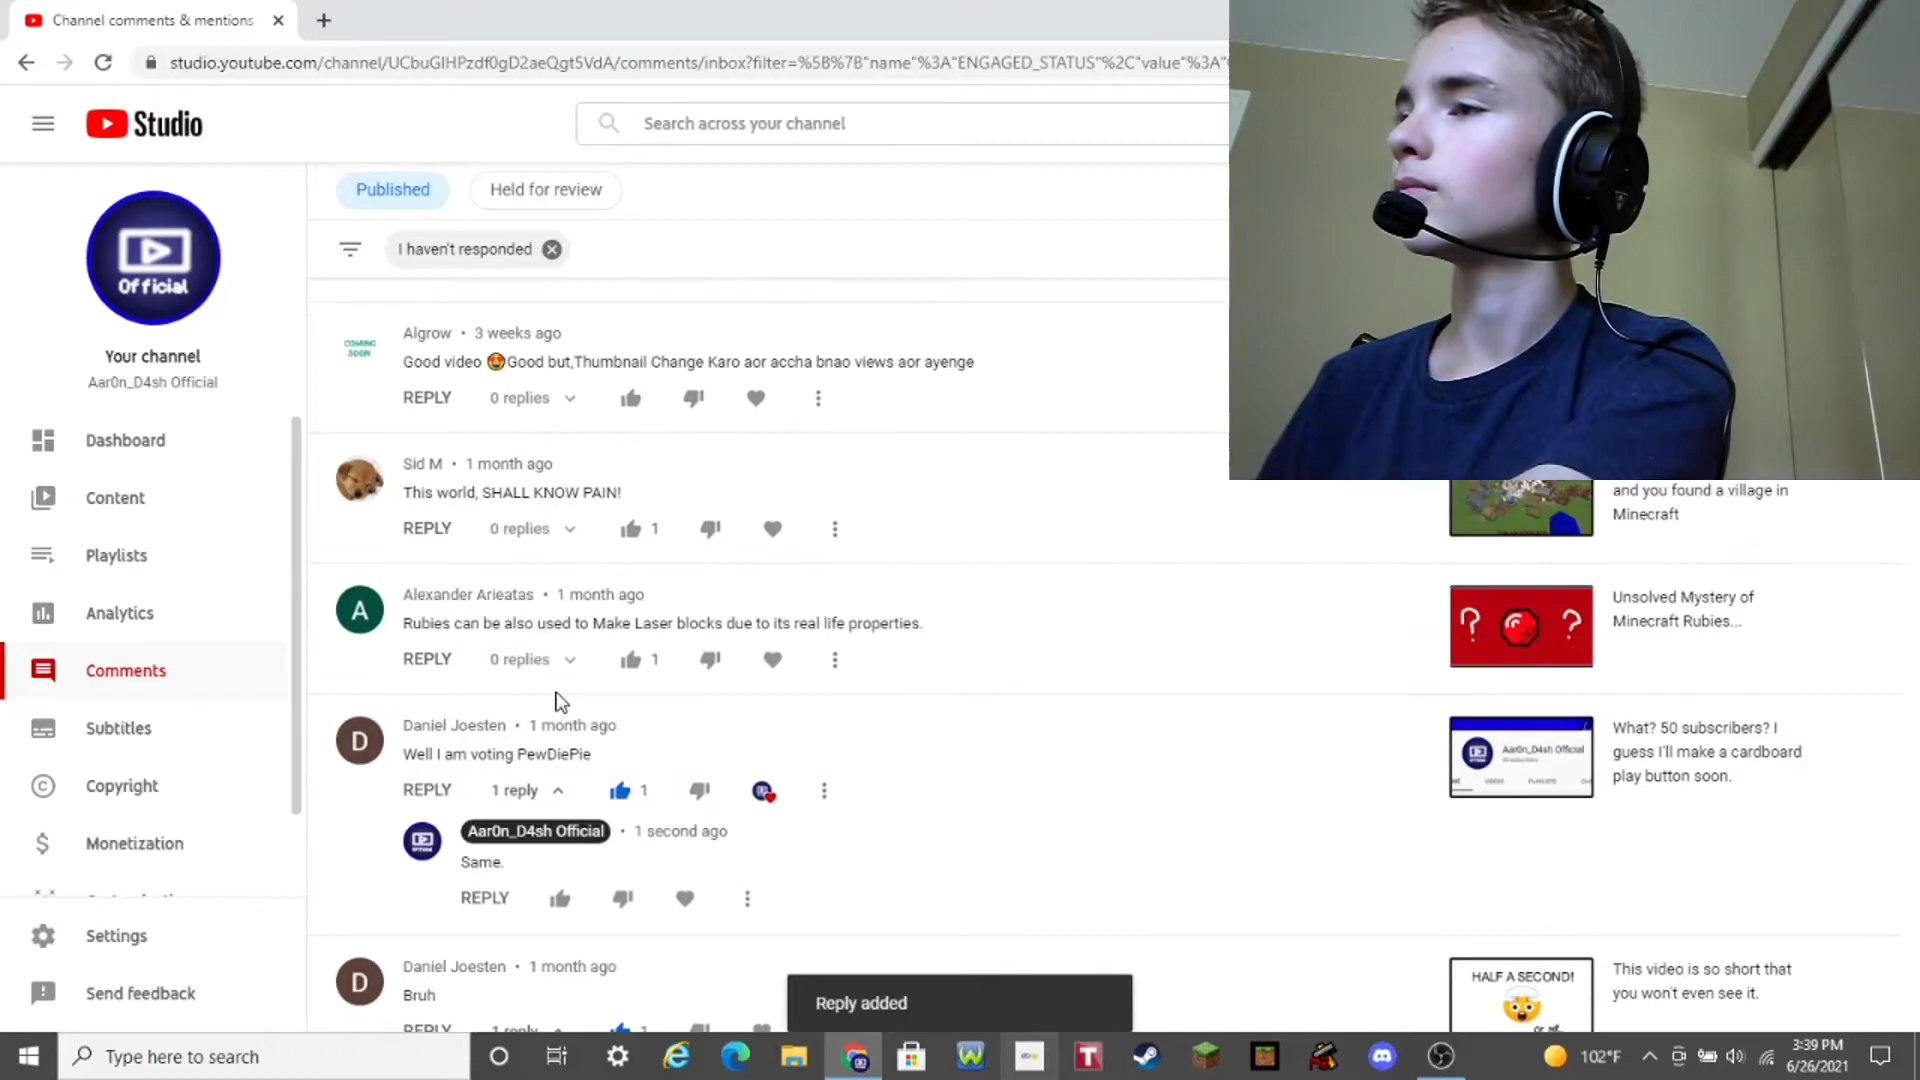 Channel comments & mentions
studio.youtube.com/channel/UCbuGIHPzdf0gD2aeQgt5VdA/comments/inbox?filter=%5B%7B"name"%3A"ENGAGED_STATUS"%2C"value"%3A"
Studio
Search across your channel
Official
Your channel
Aar0n_D4sh Official
Dashboard
Content
Playlists
Analytics
Comments
Subtitles
Copyright
Monetization
Settings
Send feedback
Published
Held for review
I haven't responded
COMING SOON
Algrow • 3 weeks ago
Good video 🤩Good but,Thumbnail Change Karo aor accha bnao views aor ayenge
REPLY 0 replies
Sid M • 1 month ago
This world, SHALL KNOW PAIN!
REPLY 0 replies 1
and you found a village in
Minecraft
A
Alexander Arieatas • 1 month ago
Rubies can be also used to Make Laser blocks due to its real life properties.
REPLY 0 replies 1
? ?
Unsolved Mystery of
Minecraft Rubies...
D
Daniel Joesten • 1 month ago
Well I am voting PewDiePie
REPLY 1 reply 1
Aar0n_D4sh Official
What? 50 subscribers? I
guess I'll make a cardboard
play button soon.
Aar0n_D4sh Official • 1 second ago
Same.
REPLY
D
Daniel Joesten • 1 month ago
Bruh
REPLY 1 reply 1
HALF A SECOND!
This video is so short that
you won't even see it.
Reply added
Type here to search
102°F
3:39 PM
6/26/2021